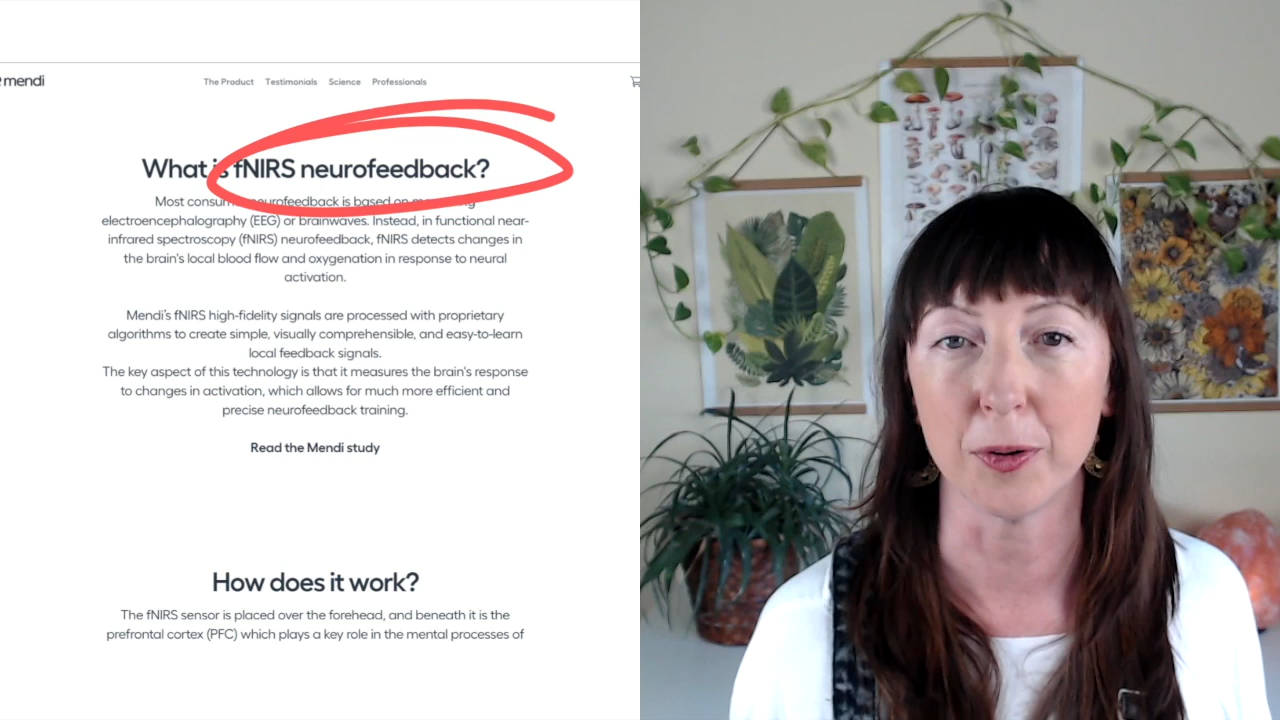 mendi
The Product Testimonials Science Professionals
What is fNIRS neurofeedback?
Most neurofeedback is based on
electroencephalography (EEG) or brainwaves. Instead, in functional near-
infrared spectroscopy (fNIRS) neurofeedback, fNIRS detects changes in
the brain's local blood flow and oxygenation in response to neural
activation.
Mendi's fNIRS high-fidelity signals are processed with proprietary
algorithms to create simple, visually comprehensible, and easy-to-learn
local feedback signals.
The key aspect of this technology is that it measures the brain's response
to changes in activation, which allows for much more efficient and
precise neurofeedback training.
Read the Mendi study
How does it work?
The fNIRS sensor is placed over the forehead, and beneath it is the
prefrontal cortex (PFC) which plays a key role in the mental processes of